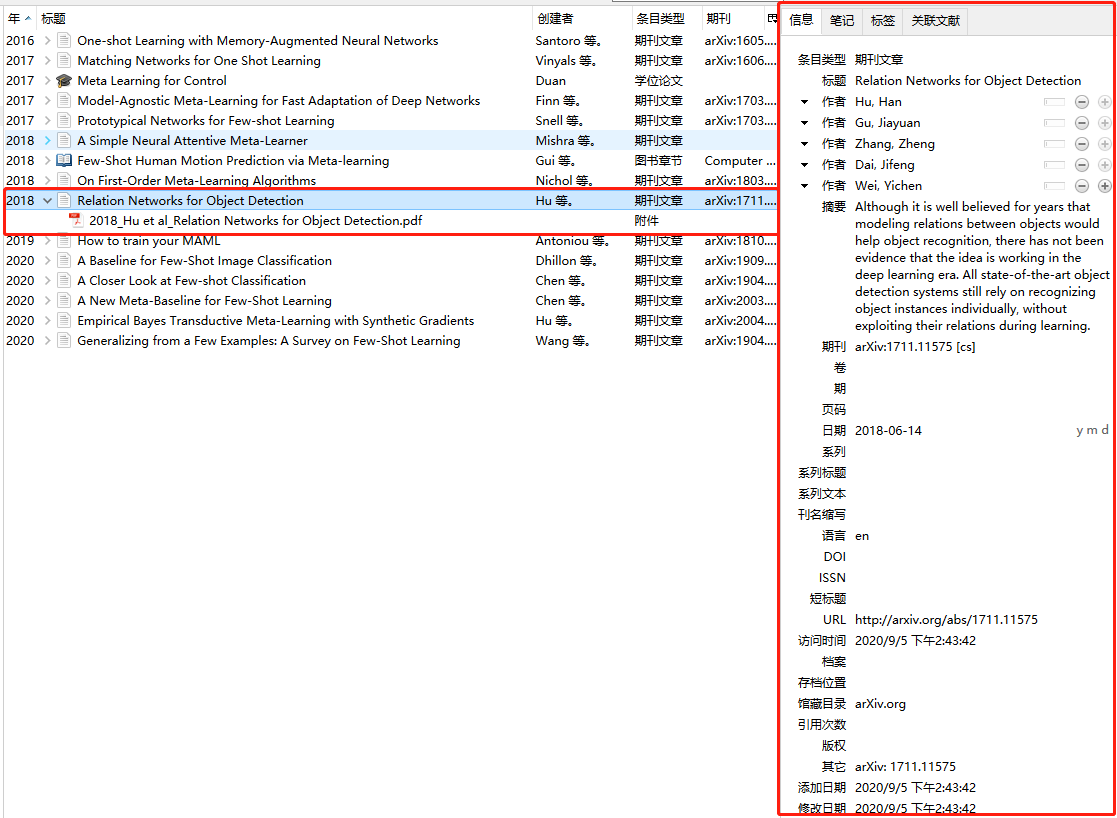 年 标题 创建者 条目类型 期刊
2016 One-shot Learning with Memory-Augmented Neural Networks Santoro 等。 期刊文章 arXiv:1605....
2017 Matching Networks for One Shot Learning Vinyals 等。 期刊文章 arXiv:1606....
2017 Meta Learning for Control Duan 学位论文
2017 Model-Agnostic Meta-Learning for Fast Adaptation of Deep Networks Finn 等。 期刊文章 arXiv:1703....
2017 Prototypical Networks for Few-shot Learning Snell 等。 期刊文章 arXiv:1703....
2018 A Simple Neural Attentive Meta-Learner Mishra 等。 期刊文章
2018 Few-Shot Human Motion Prediction via Meta-learning Gui 等。 图书章节 Computer ...
2018 On First-Order Meta-Learning Algorithms Nichol 等。 期刊文章 arXiv:1803....
2018 Relation Networks for Object Detection Hu 等。 期刊文章 arXiv:1711....
2018_Hu et al_Relation Networks for Object Detection.pdf 附件
2019 How to train your MAML Antoniou 等。 期刊文章 arXiv:1810....
2020 A Baseline for Few-Shot Image Classification Dhillon 等。 期刊文章 arXiv:1909....
2020 A Closer Look at Few-shot Classification Chen 等。 期刊文章 arXiv:1904....
2020 A New Meta-Baseline for Few-Shot Learning Chen 等。 期刊文章 arXiv:2003....
2020 Empirical Bayes Transductive Meta-Learning with Synthetic Gradients Hu 等。 期刊文章 arXiv:2004....
2020 Generalizing from a Few Examples: A Survey on Few-Shot Learning Wang 等。 期刊文章 arXiv:1904....
信息 笔记 标签 关联文献
条目类型 期刊文章
标题 Relation Networks for Object Detection
作者 Hu, Han
作者 Gu, Jiayuan
作者 Zhang, Zheng
作者 Dai, Jifeng
作者 Wei, Yichen
摘要 Although it is well believed for years that
modeling relations between objects would
help object recognition, there has not been
evidence that the idea is working in the
deep learning era. All state-of-the-art object
detection systems still rely on recognizing
object instances individually, without
exploiting their relations during learning.
期刊 arXiv:1711.11575 [cs]
卷
期
页码
日期 2018-06-14 y m d
系列
系列标题
系列文本
刊名缩写
语言 en
DOI
ISSN
短标题
URL http://arxiv.org/abs/1711.11575
访问时间 2020/9/5 下午2:43:42
档案
存档位置
馆藏目录 arXiv.org
引用次数
版权
其它 arXiv: 1711.11575
添加日期 2020/9/5 下午2:43:42
修改日期 2020/9/5 下午2:43:42